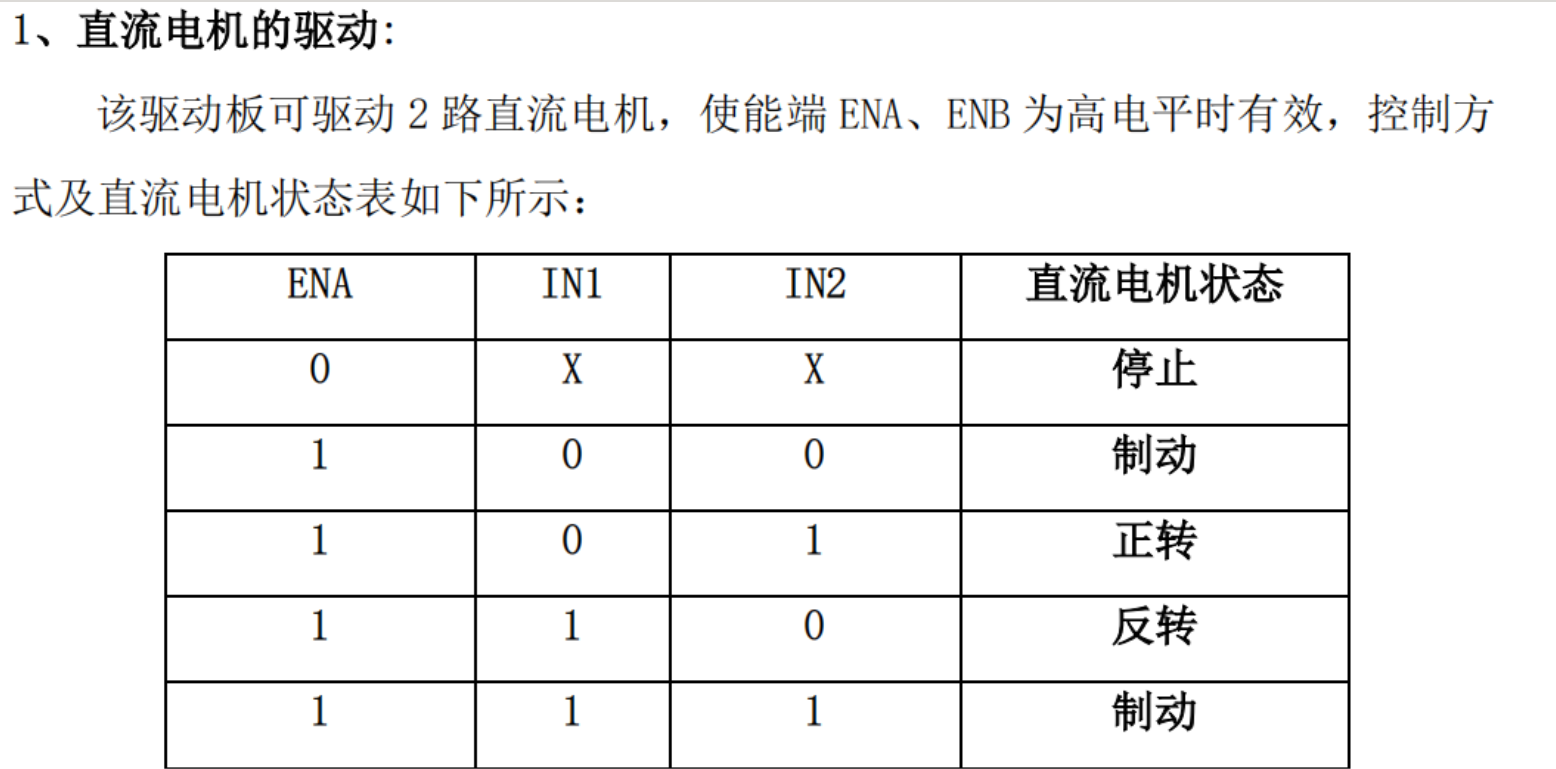 1、直流电机的驱动:
该驱动板可驱动 2 路直流电机，使能端 ENA、ENB 为高电平时有效，控制方
式及直流电机状态表如下所示：
ENA IN1 IN2 直流电机状态
0 X X 停止
1 0 0 制动
1 0 1 正转
1 1 0 反转
1 1 1 制动